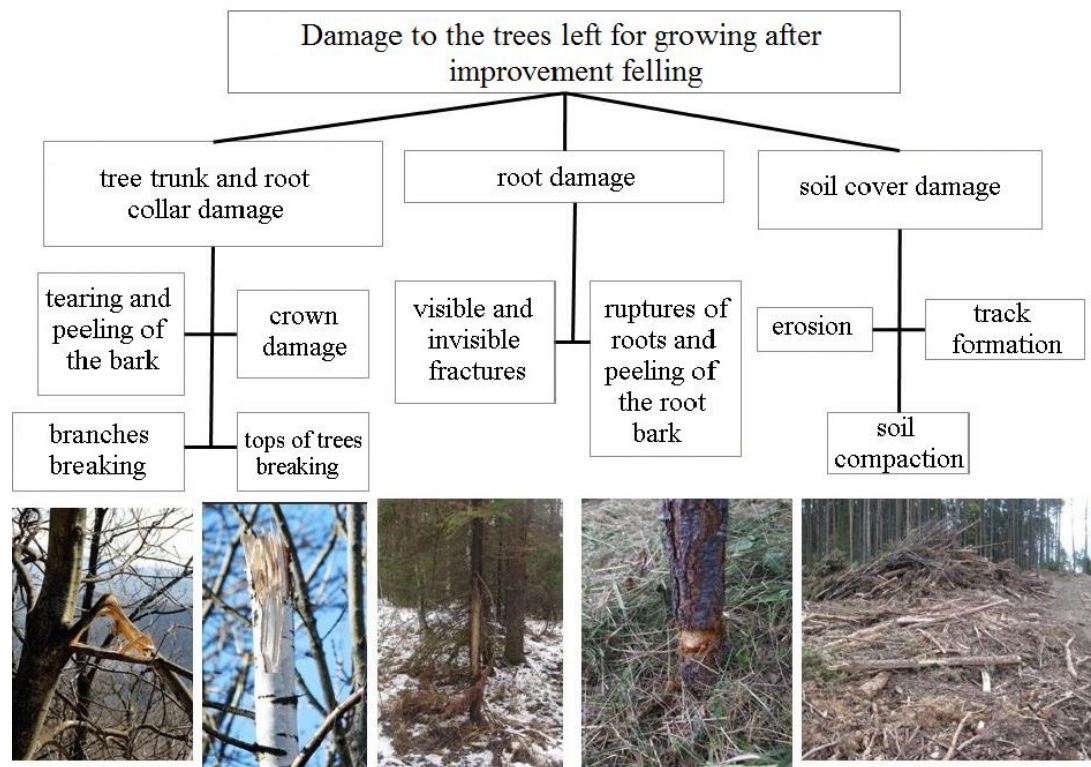 Damage to the trees left for growing after
improvement felling
tree trunk and root
collar damage
root damage
soil cover damage
tearing and
peeling of
the bark
crown
damage
visible and
invisible
fractures
ruptures of
roots and
peeling of
the root
bark
erosion
track
formation
branches
breaking
tops of trees
breaking
soil
compaction